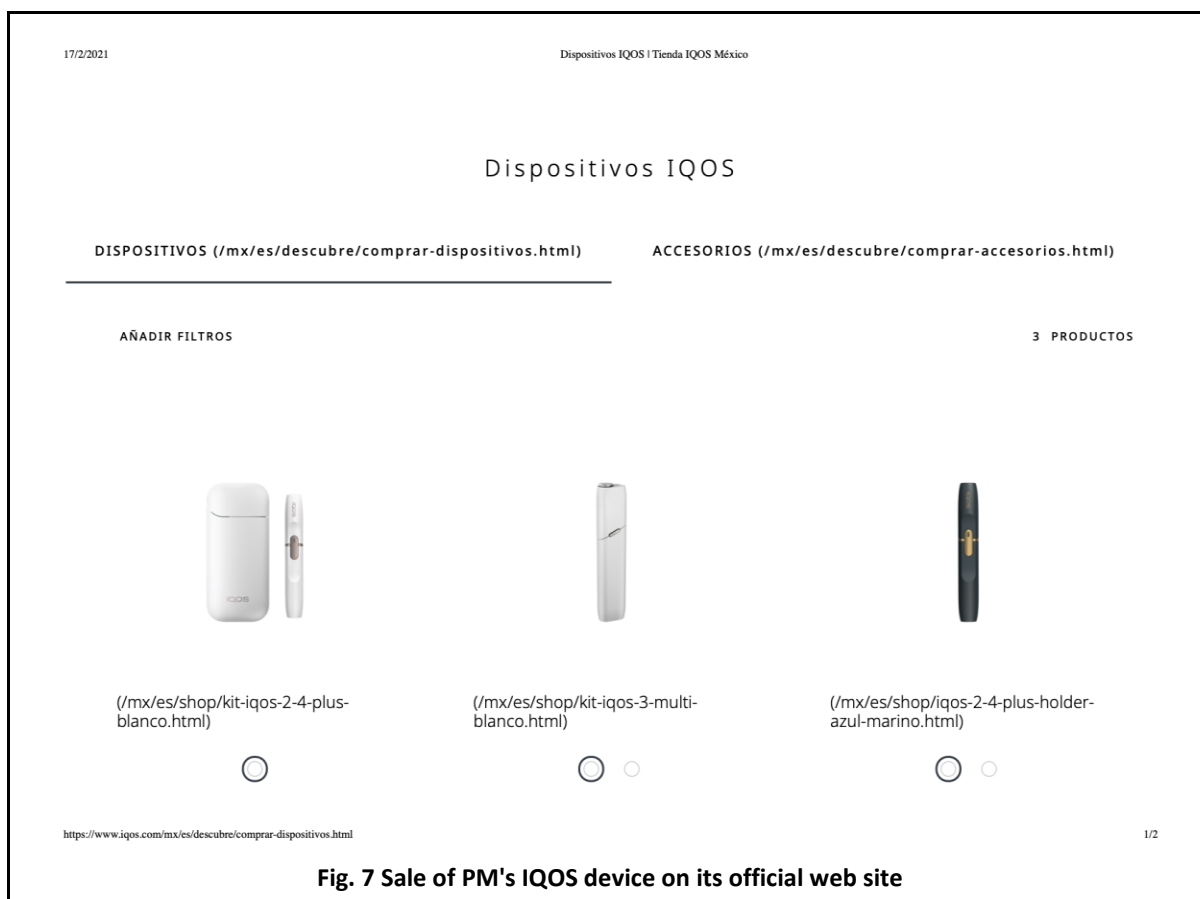 17/2/2021 Dispositivos IQOS | Tienda IQOS México
Dispositivos IQOS
DISPOSITIVOS (/mx/es/descubre/comprar-dispositivos.html) ACCESORIOS (/mx/es/descubre/comprar-accesorios.html)
AÑADIR FILTROS 3 PRODUCTOS
IQOS
IQOS
IQOS
(/mx/es/shop/kit-iqos-2-4-plus-
blanco.html)
(/mx/es/shop/kit-iqos-3-multi-
blanco.html)
(/mx/es/shop/iqos-2-4-plus-holder-
azul-marino.html)
https://www.iqos.com/mx/es/descubre/comprar-dispositivos.html 1/2
Fig. 7 Sale of PM's IQOS device on its official web site